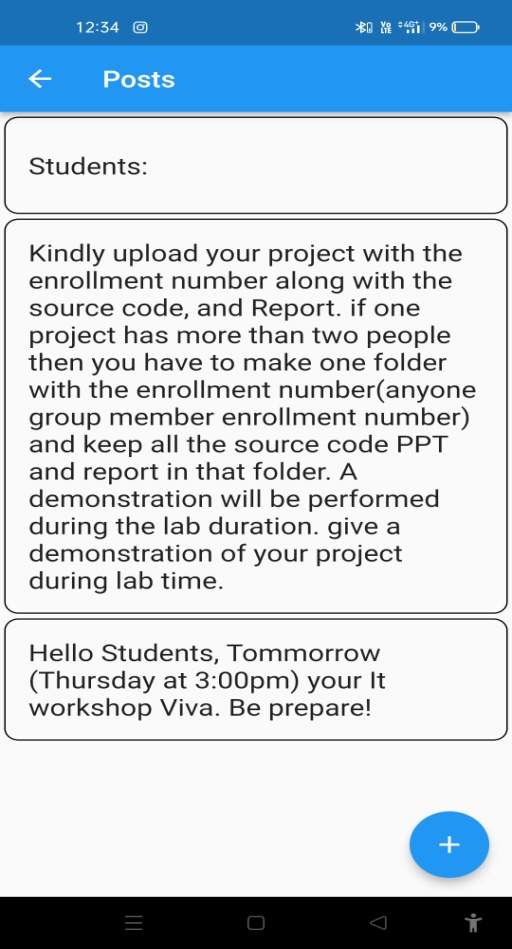 12:34 VoLTE 4G+ 9%
Posts
Students:
Kindly upload your project with the
enrollment number along with the
source code, and Report. if one
project has more than two people
then you have to make one folder
with the enrollment number(anyone
group member enrollment number)
and keep all the source code PPT
and report in that folder. A
demonstration will be performed
during the lab duration. give a
demonstration of your project
during lab time.
Hello Students, Tommorrow
(Thursday at 3:00pm) your It
workshop Viva. Be prepare!
+